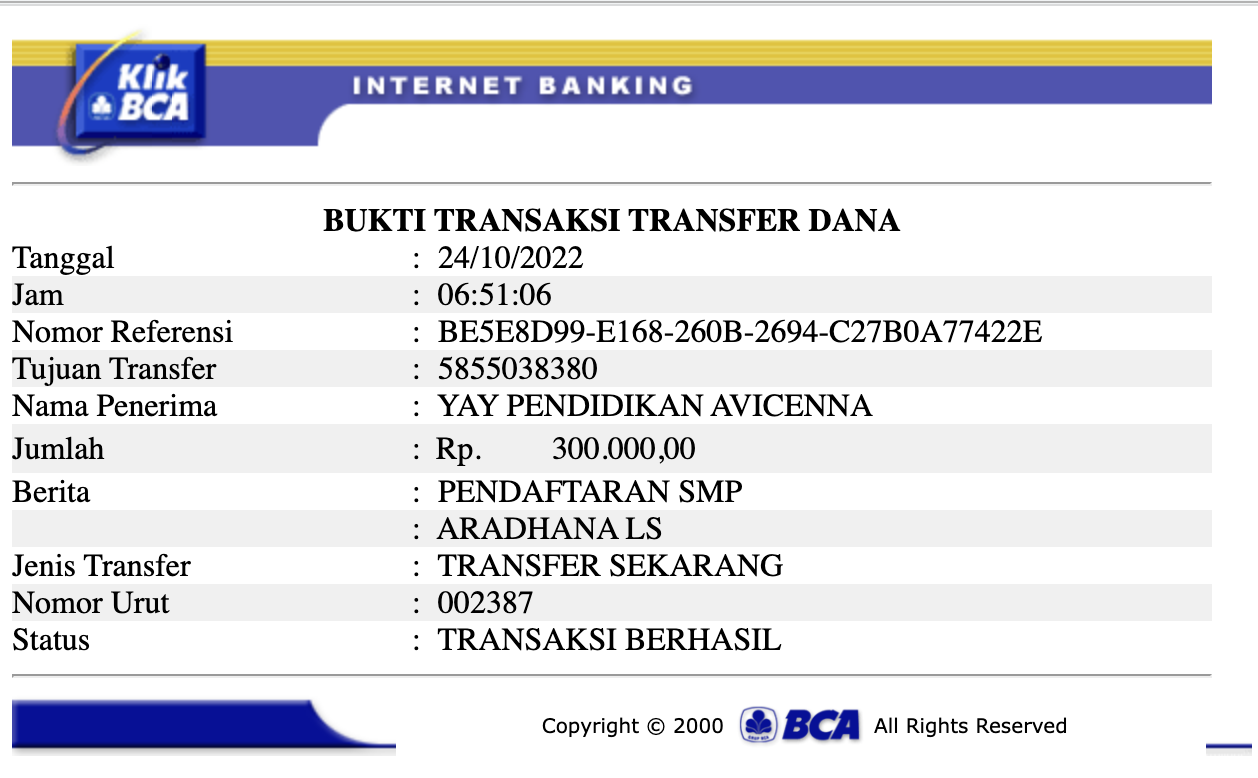 Klik
BCA
INTERNET BANKING
BUKTI TRANSAKSI TRANSFER DANA
Tanggal : 24/10/2022
Jam : 06:51:06
Nomor Referensi : BE5E8D99-E168-260B-2694-C27B0A77422E
Tujuan Transfer : 5855038380
Nama Penerima : YAY PENDIDIKAN AVICENNA
Jumlah : Rp. 300.000,00
Berita : PENDAFTARAN SMP
: ARADHANA LS
Jenis Transfer : TRANSFER SEKARANG
Nomor Urut : 002387
Status : TRANSAKSI BERHASIL
Copyright © 2000 BCA All Rights Reserved